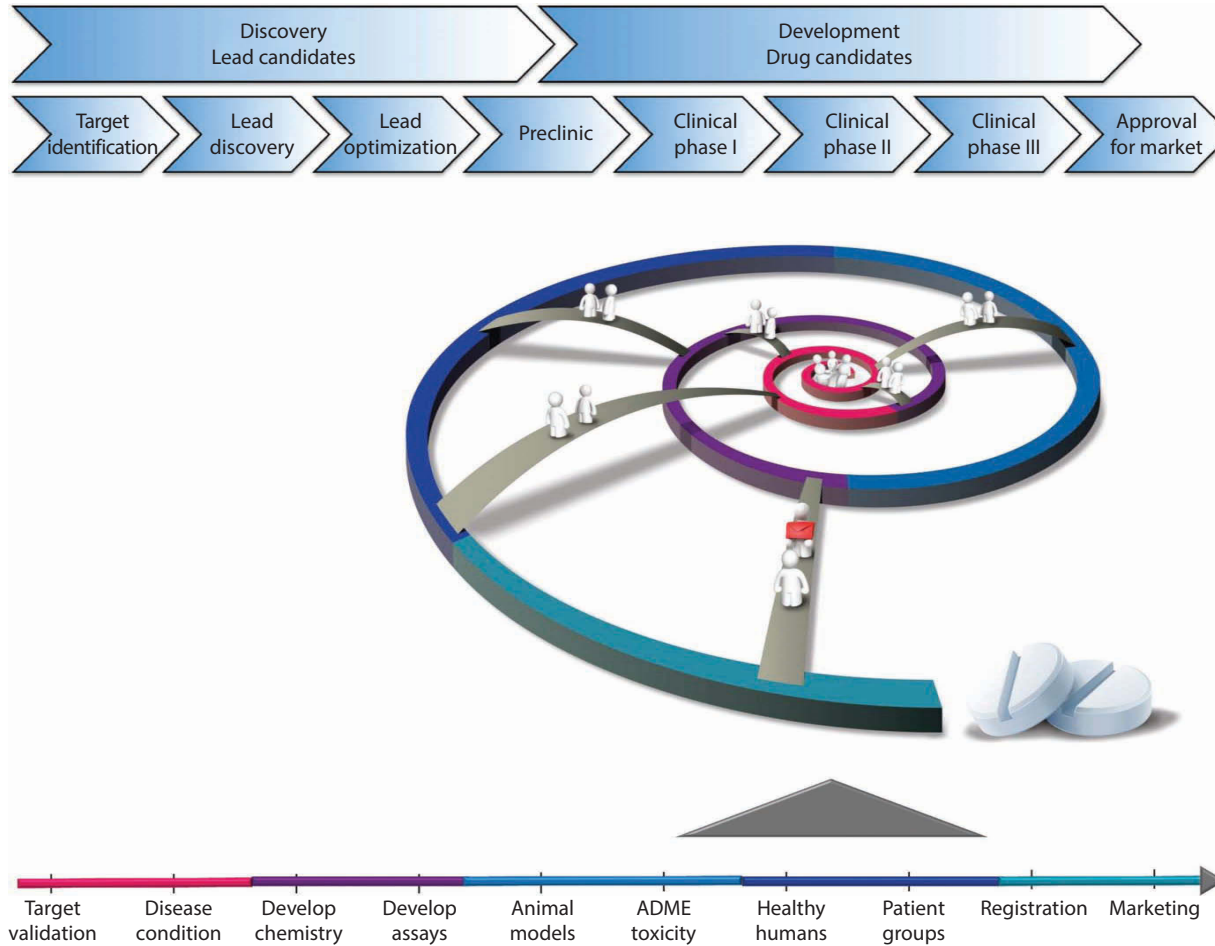 Discovery
Lead candidates
Development
Drug candidates
Target
identification
Lead
discovery
Lead
optimization
Preclinic
Clinical
phase I
Clinical
phase II
Clinical
phase III
Approval
for market
Target
validation
Disease
condition
Develop
chemistry
Develop
assays
Animal
models
ADME
toxicity
Healthy
humans
Patient
groups
Registration
Marketing